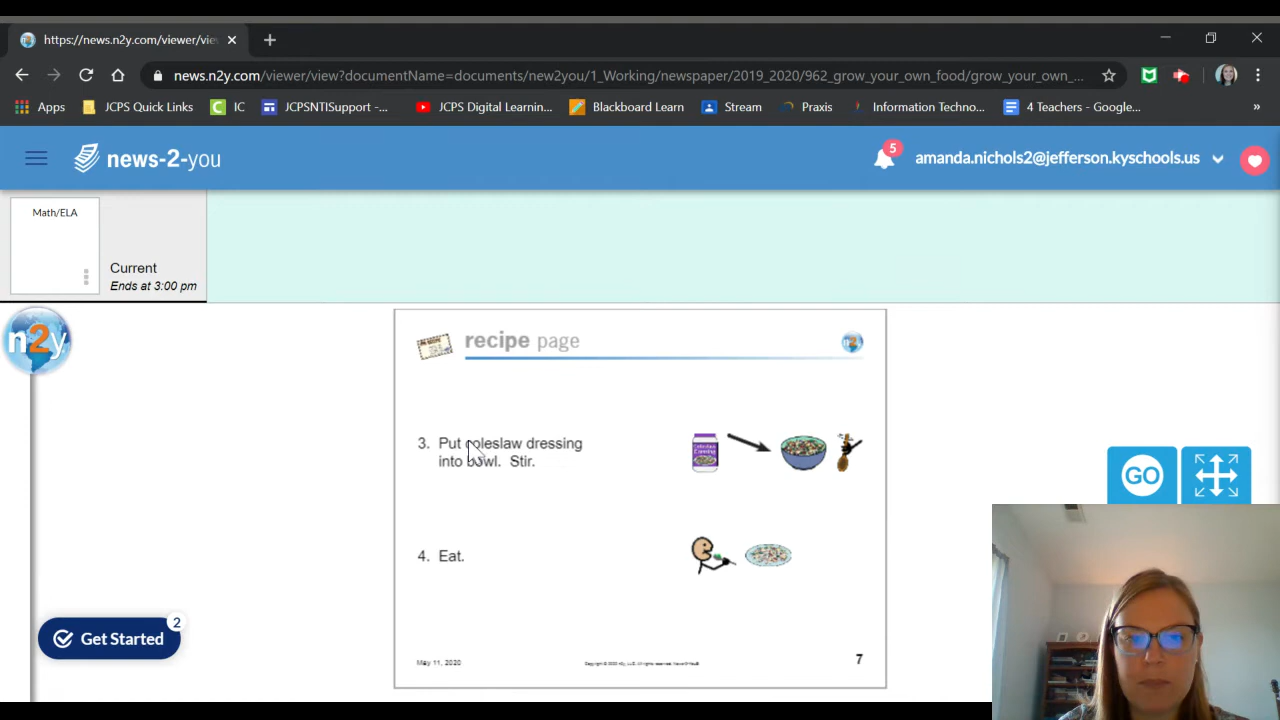 https://news.n2y.com/viewer/vie
news.n2y.com/viewer/view?documentName=documents/new2you/1_Working/newspaper/2019_2020/962_grow_your_own_food/grow_your_own_...
Apps
JCPS Quick Links
IC
JCPSNTISupport -...
JCPS Digital Learnin...
Blackboard Learn
Stream
Praxis
Information Techno...
4 Teachers - Google...
»
news-2-you
5
amanda.nichols2@jefferson.kyschools.us
Math/ELA
Current
Ends at 3:00 pm
n2y
recipe page
3. Put coleslaw dressing
into bowl. Stir.
GO
4. Eat.
Get Started
2
May 11, 2020
7